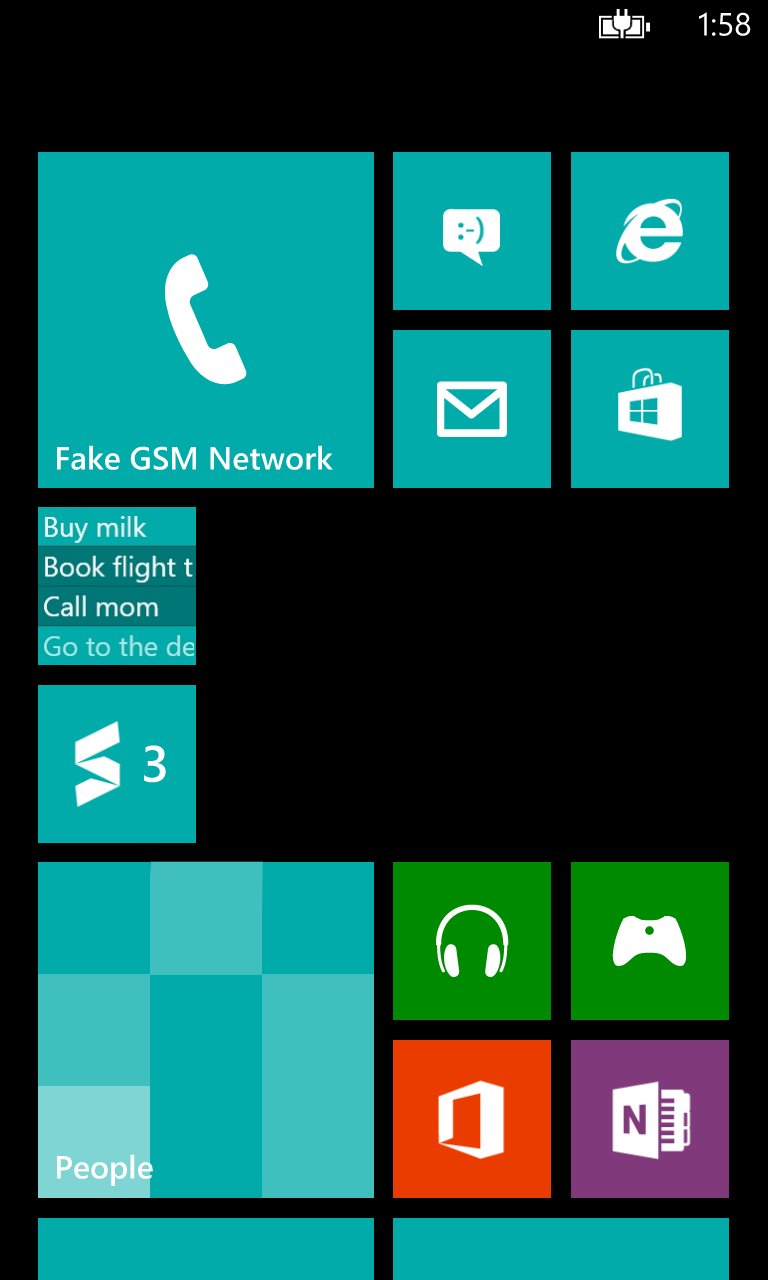 1:58
:-)
Fake GSM Network
Buy milk
Book flight t
Call mom
Go to the de
3
People
N